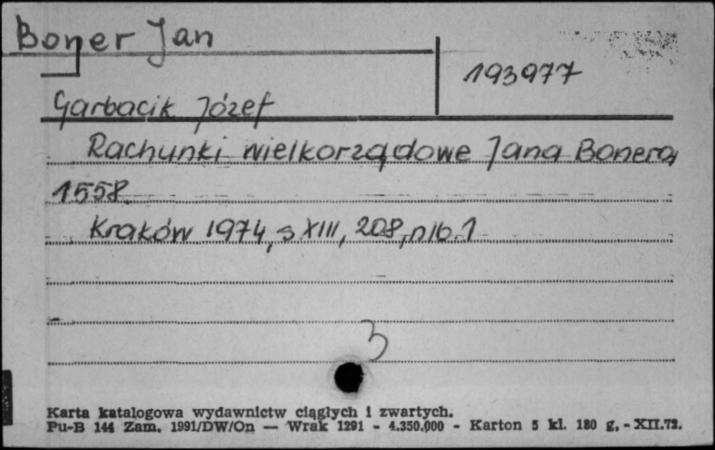 Boner Jan
193977
Garbacik Józef
Rachunki wielkorządowe Jana Bonera,
1558.
Kraków 1974, s XIII, 208, nlb. 1
3
Karta katalogowa wydawnictw ciągłych i zwartych.
Pu-B 144 Zam. 1991/DW/On — Wrak 1291 - 4.350.000 - Karton 5 kl. 180 g. - XII.72.